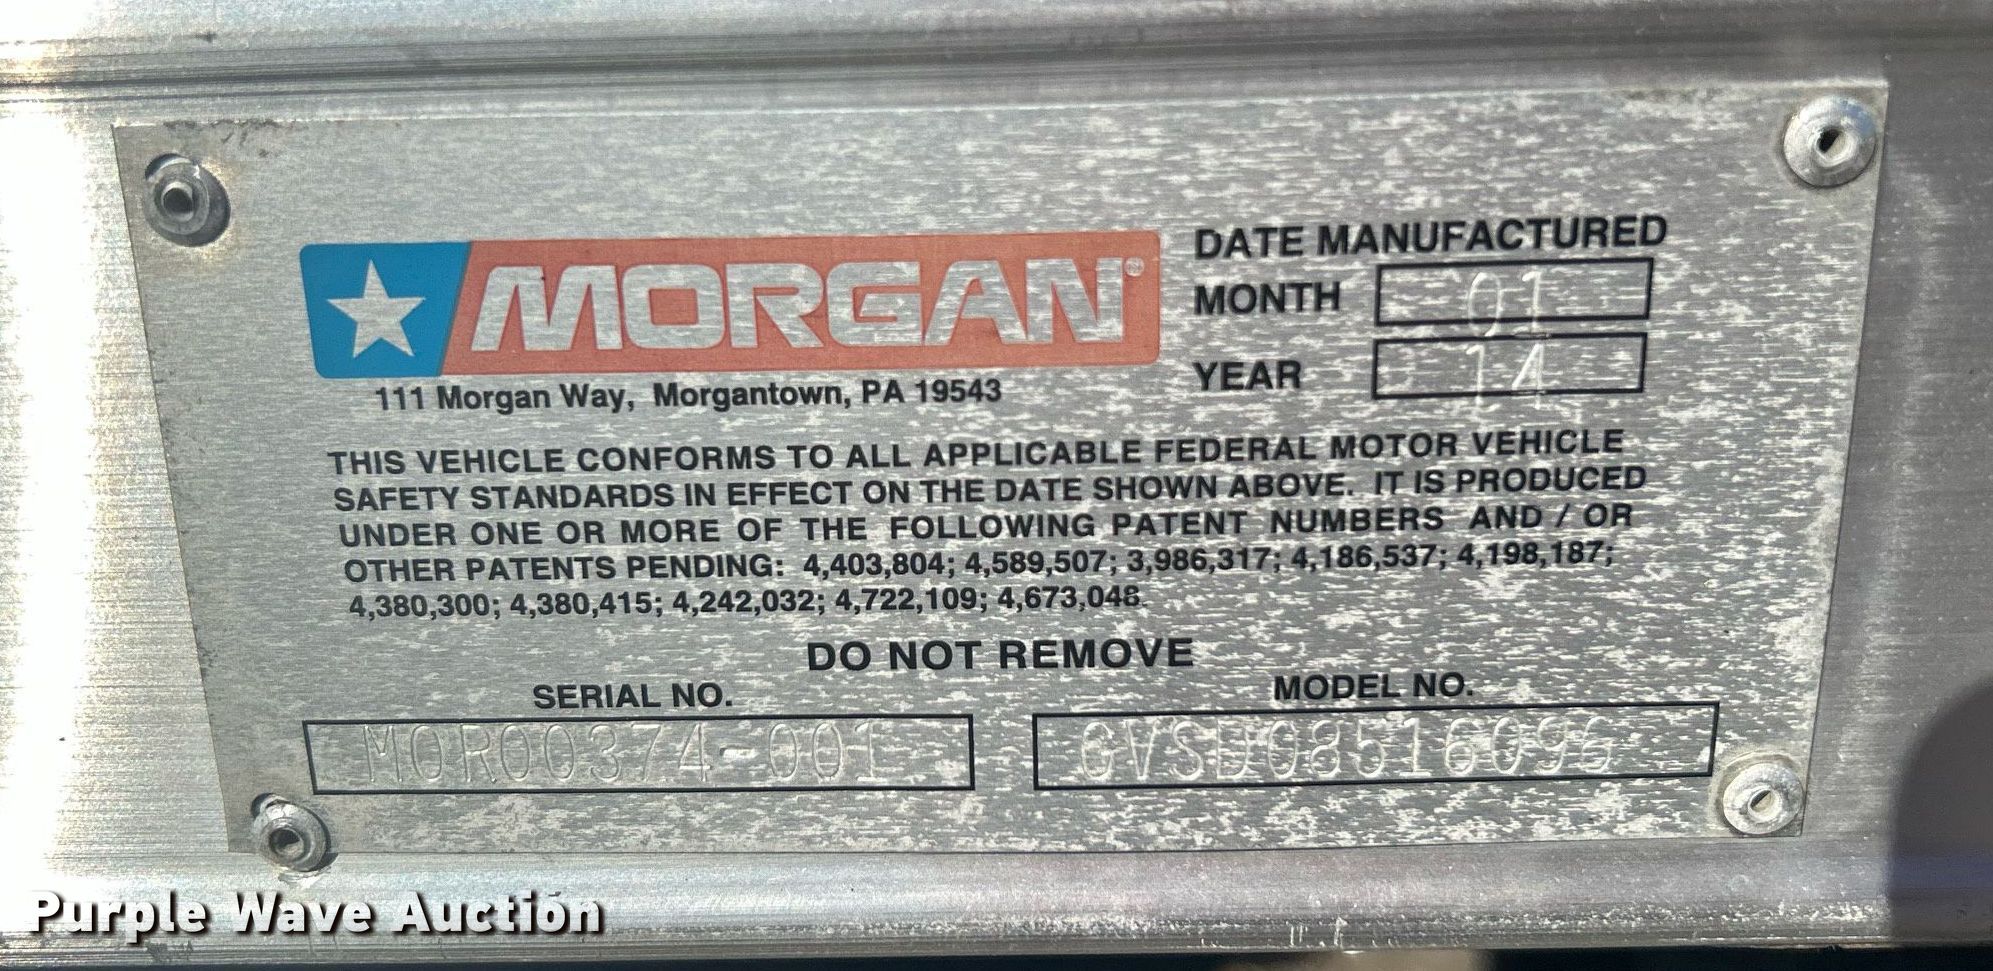 MORGAN®
111 Morgan Way, Morgantown, PA 19543
DATE MANUFACTURED
MONTH 01
YEAR 14
THIS VEHICLE CONFORMS TO ALL APPLICABLE FEDERAL MOTOR VEHICLE
SAFETY STANDARDS IN EFFECT ON THE DATE SHOWN ABOVE. IT IS PRODUCED
UNDER ONE OR MORE OF THE FOLLOWING PATENT NUMBERS AND / OR
OTHER PATENTS PENDING: 4,403,804; 4,589,507; 3,986,317; 4,186,537; 4,198,187;
4,380,300; 4,380,415; 4,242,032; 4,722,109; 4,673,048.
DO NOT REMOVE
SERIAL NO.
MOR00374-001
MODEL NO.
GVSD08516096
Purple Wave Auction